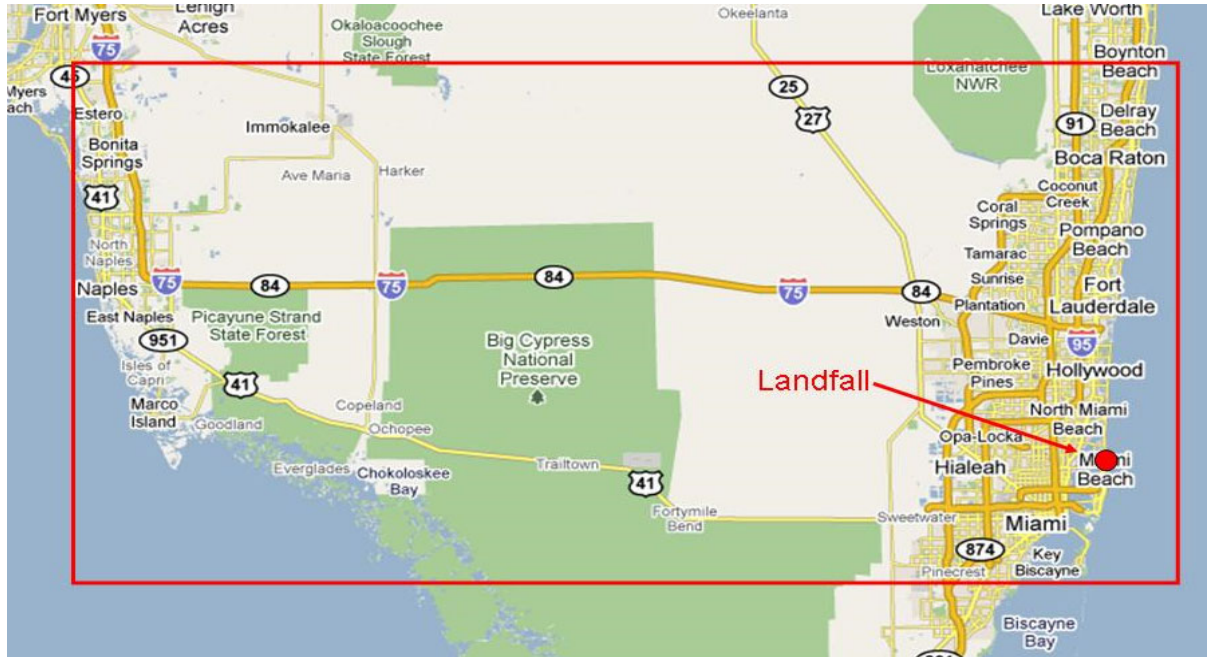 Fort Myers
Lehigh
Acres
Okaloacoochee
Slough
State Forest
Okeelanta
Lake Worth
75
Boynton
Beach
45
Myers
ach
Estero
Loxahatchee
NWR
25
27
91
Delray
Beach
Immokalee
Bonita
Springs
Ave Maria
Harker
Boca Raton
41
Coconut
Creek
Coral
Springs
North
Naples
Pompano
Beach
Tamarac
Sunrise
Naples
75
84
75
84
75
84
Plantation
Fort
Lauderdale
East Naples
Picayune Strand
State Forest
Weston
951
Big Cypress
National
Preserve
Davie
95
Isles of
Capri
41
Pembroke
Pines
Hollywood
Landfall
Marco
Island
Goodland
Copeland
Ochopee
North Miami
Beach
Opa-Locka
Everglades
Chokoloskee
Bay
Trailtown
41
Hialeah
Beach
Fortymile
Bend
Sweetwater
Miami
874
Key
Biscayne
Pinecrest
Biscayne
Bay